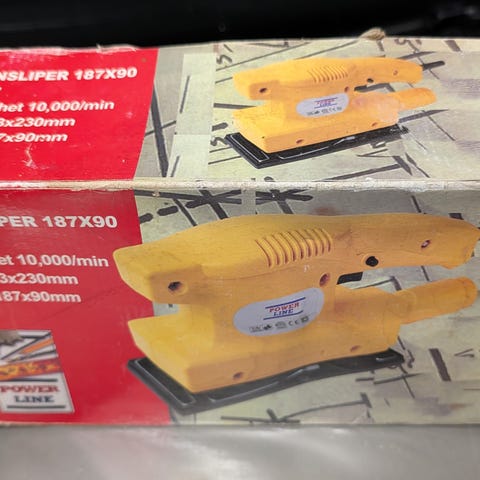 NSLIPER 187X90
het 10,000/min
3x230mm
7x90mm
POWER
LINE
PER 187X90
et 10,000/min
3x230mm
187x90mm
POWER
LINE
POWER
LINE